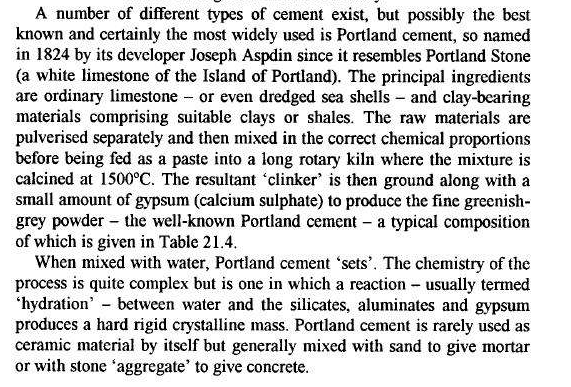 A number of different types of cement exist, but possibly the best
known and certainly the most widely used is Portland cement, so named
in 1824 by its developer Joseph Aspdin since it resembles Portland Stone
(a white limestone of the Island of Portland). The principal ingredients
are ordinary limestone – or even dredged sea shells – and clay-bearing
materials comprising suitable clays or shales. The raw materials are
pulverised separately and then mixed in the correct chemical proportions
before being fed as a paste into a long rotary kiln where the mixture is
calcined at 1500°C. The resultant ‘clinker’ is then ground along with a
small amount of gypsum (calcium sulphate) to produce the fine greenish-
grey powder – the well-known Portland cement – a typical composition
of which is given in Table 21.4.
When mixed with water, Portland cement ‘sets’. The chemistry of the
process is quite complex but is one in which a reaction – usually termed
‘hydration’ – between water and the silicates, aluminates and gypsum
produces a hard rigid crystalline mass. Portland cement is rarely used as
ceramic material by itself but generally mixed with sand to give mortar
or with stone ‘aggregate’ to give concrete.